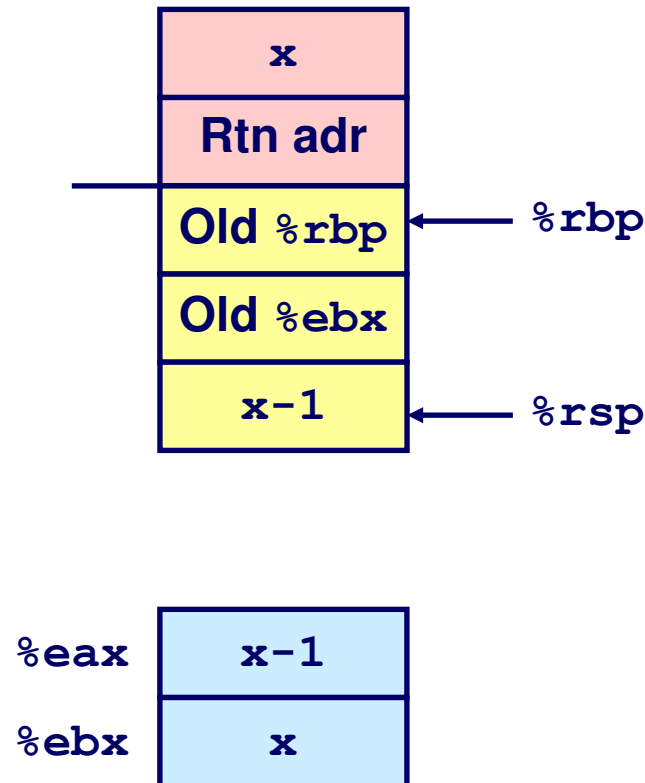 x
Rtn adr
Old %rbp
%rbp
Old %ebx
x-1
%rsp
%eax
x-1
%ebx
x